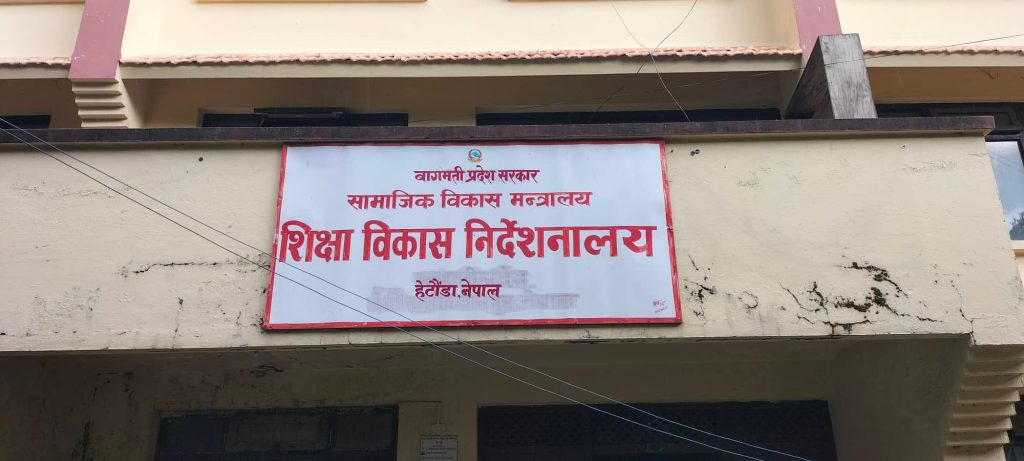 वागमती प्रदेश सरकार
सामाजिक विकास मन्त्रालय
शिक्षा विकास निर्देशनालय
हेटौंडा, नेपाल